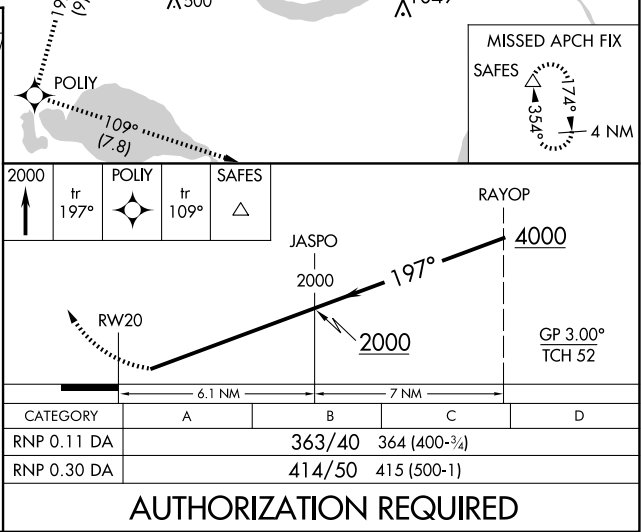 500
MISSED APCH FIX
SAFES
174°
354°
4 NM
POLIY
109°
(7.8)
2000
tr
197°
POLIY
tr
109°
SAFES
RAYOP
4000
JASPO
2000
197°
2000
RW20
GP 3.00°
TCH 52
6.1 NM
7 NM
CATEGORY A B C D
RNP 0.11 DA 363/40 364 (400-¾)
RNP 0.30 DA 414/50 415 (500-1)
AUTHORIZATION REQUIRED